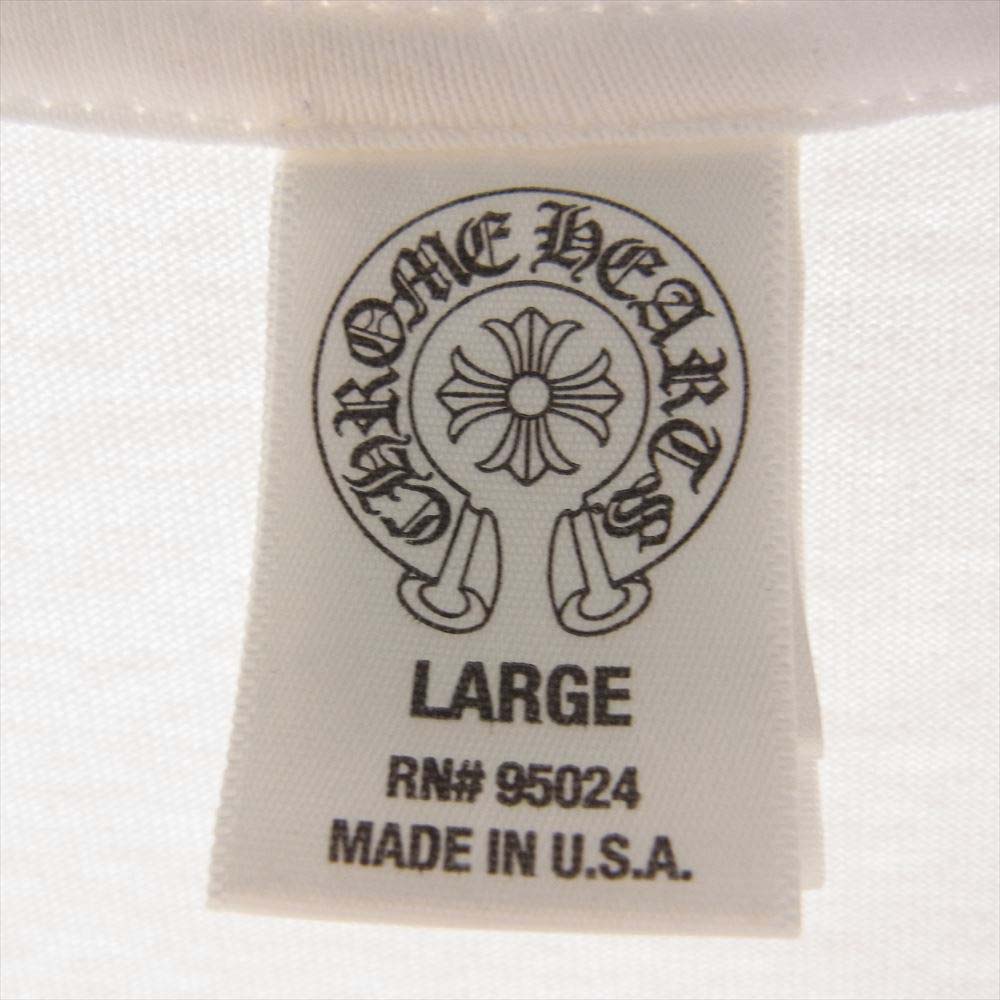 CHROME HEARTS
LARGE
RN# 95024
MADE IN U.S.A.